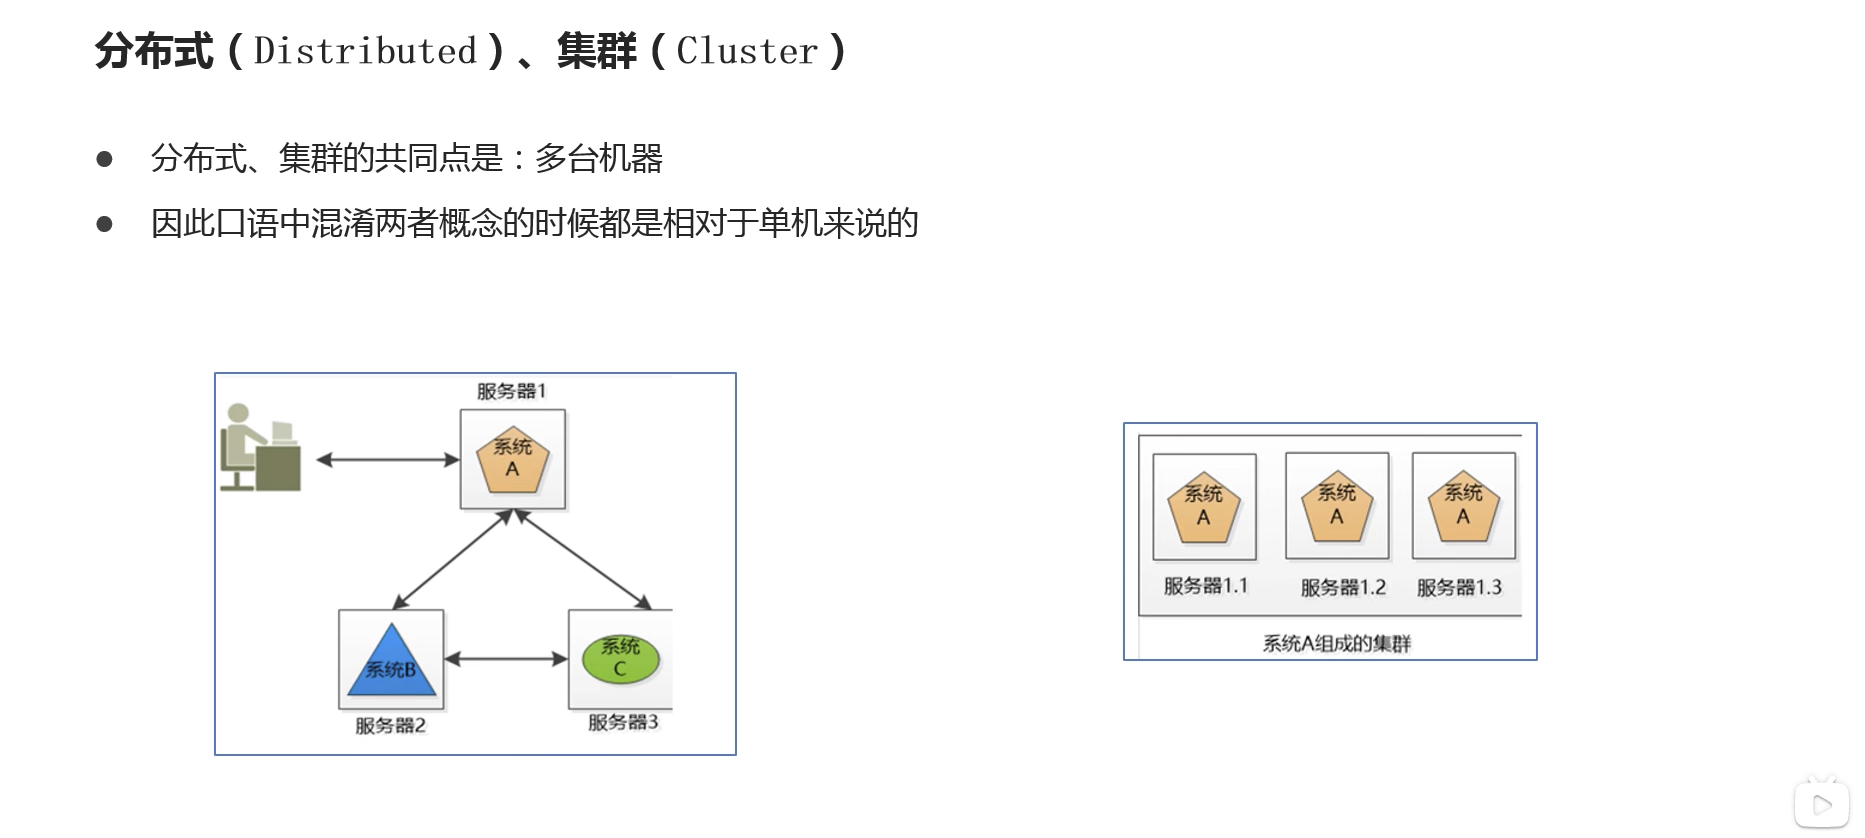 分布式（Distributed）、集群（Cluster）
● 分布式、集群的共同点是：多台机器
● 因此口语中混淆两者概念的时候都是相对于单机来说的
服务器1
系统
A
系统B
服务器2
系统
C
服务器3
系统
A
服务器1.1
系统
A
服务器1.2
系统
A
服务器1.3
系统A组成的集群